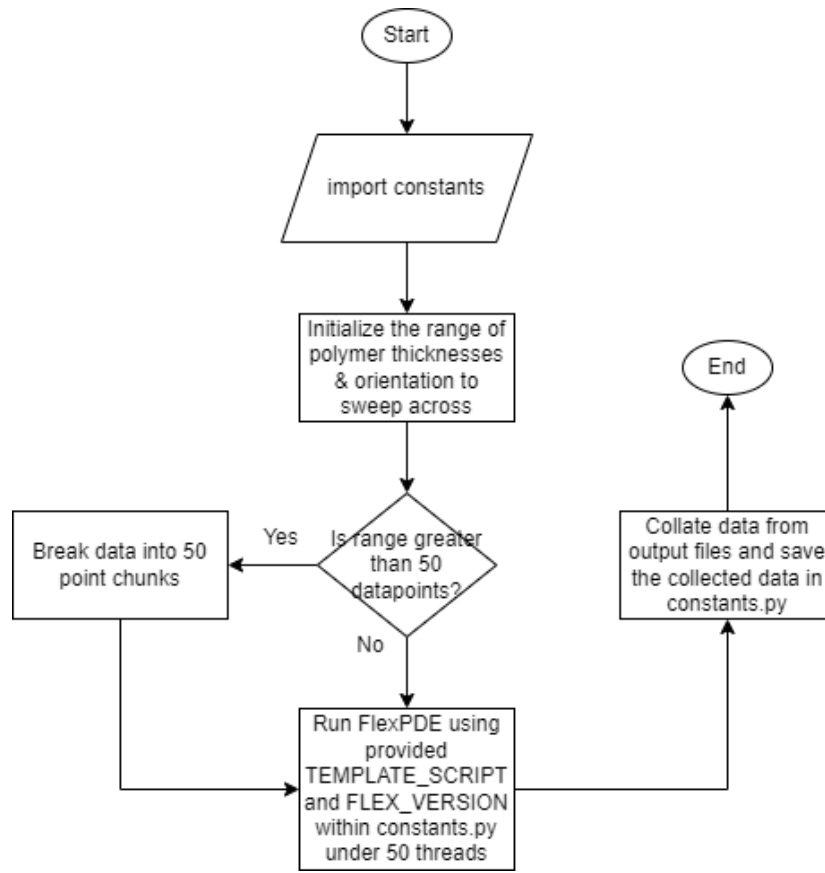 Start
import constants
Initialize the range of
polymer thicknesses
& orientation to
sweep across
End
Yes
Is range greater
than 50
datapoints?
Break data into 50
point chunks
No
Collate data from
output files and save
the collected data in
constants.py
Run FlexPDE using
provided
TEMPLATE_SCRIPT
and FLEX_VERSION
within constants.py
under 50 threads